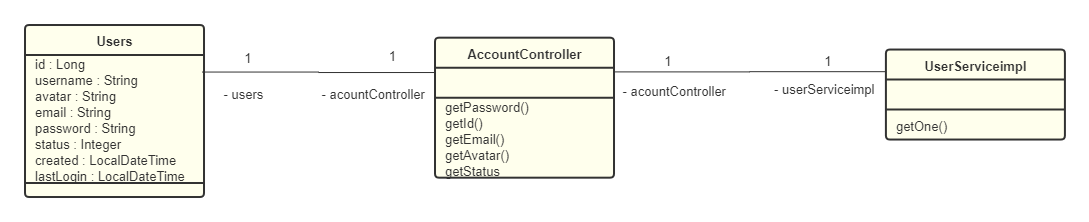 Users
id : Long
username : String
avatar : String
email : String
password : String
status : Integer
created : LocalDateTime
lastLogin : LocalDateTime
1
- users
1
- acountController
AccountController
getPassword()
getId()
getEmail()
getAvatar()
getStatus
1
- acountController
1
- userServiceimpl
UserServiceimpl
getOne()